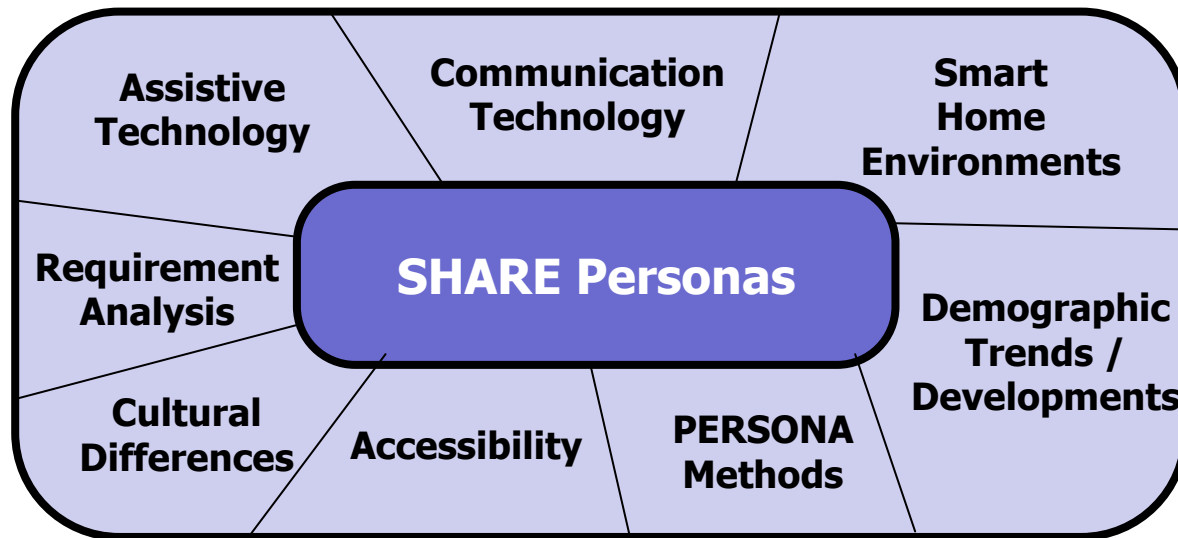 Assistive
Technology
Communication
Technology
Smart
Home
Environments
Requirement
Analysis
SHARE Personas
Demographic
Trends /
Developments
Cultural
Differences
Accessibility
PERSONA
Methods